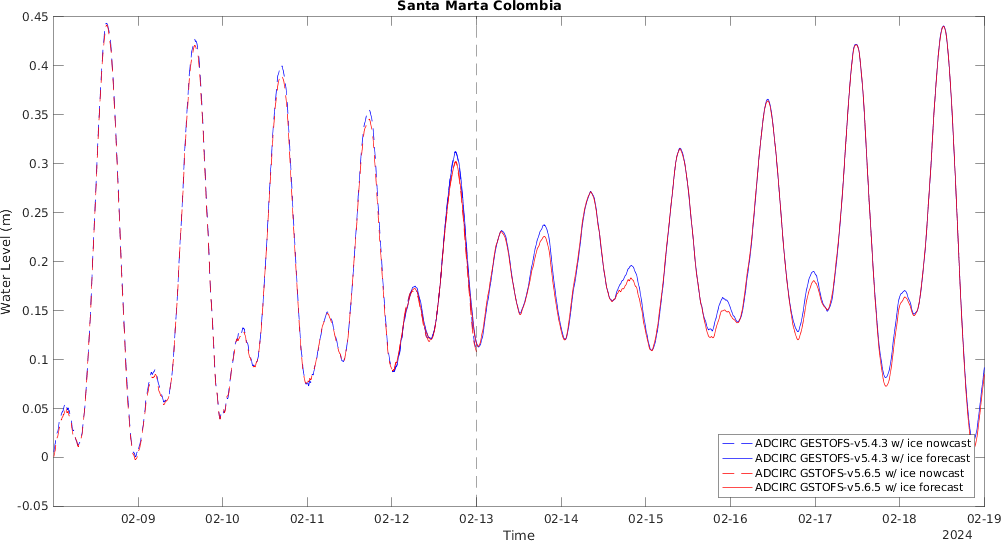 Santa Marta Colombia
0.45
0.4
0.35
0.3
0.25
0.2
0.15
0.1
0.05
0
-0.05
Water Level (m)
ADCIRC GESTOFS-v5.4.3 w/ ice nowcast
ADCIRC GESTOFS-v5.4.3 w/ ice forecast
ADCIRC GSTOFS-v5.6.5 w/ ice nowcast
ADCIRC GSTOFS-v5.6.5 w/ ice forecast
02-09 02-10 02-11 02-12 02-13 02-14 02-15 02-16 02-17 02-18 02-19
Time
2024